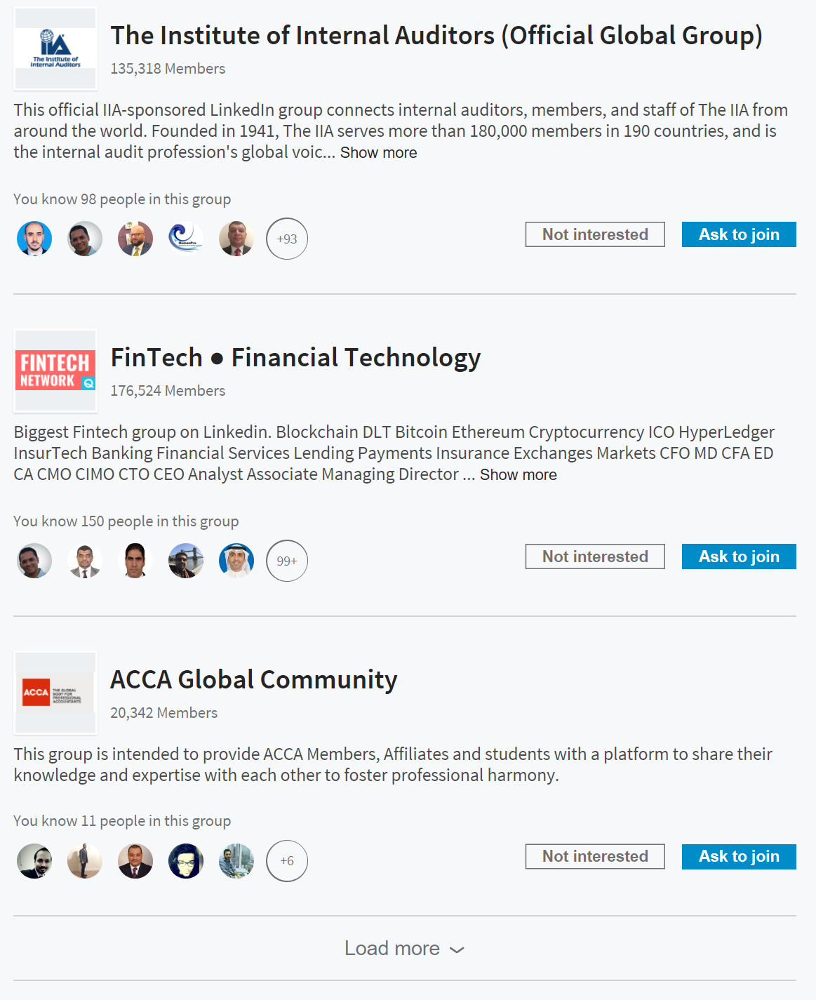 IIA
The Institute of
Internal Auditors
The Institute of Internal Auditors (Official Global Group)
135,318 Members
This official IIA-sponsored LinkedIn group connects internal auditors, members, and staff of The IIA from
around the world. Founded in 1941, The IIA serves more than 180,000 members in 190 countries, and is
the internal audit profession's global voic... Show more
You know 98 people in this group
HumanPro
+93
Not interested
Ask to join
FINTECH
NETWORK Q
FinTech ● Financial Technology
176,524 Members
Biggest Fintech group on Linkedin. Blockchain DLT Bitcoin Ethereum Cryptocurrency ICO HyperLedger
InsurTech Banking Financial Services Lending Payments Insurance Exchanges Markets CFO MD CFA ED
CA CMO CIMO CTO CEO Analyst Associate Managing Director ... Show more
You know 150 people in this group
99+
Not interested
Ask to join
ACCA
THE GLOBAL
BODY FOR
PROFESSIONAL
ACCOUNTANTS
ACCA Global Community
20,342 Members
This group is intended to provide ACCA Members, Affiliates and students with a platform to share their
knowledge and expertise with each other to foster professional harmony.
You know 11 people in this group
+6
Not interested
Ask to join
Load more